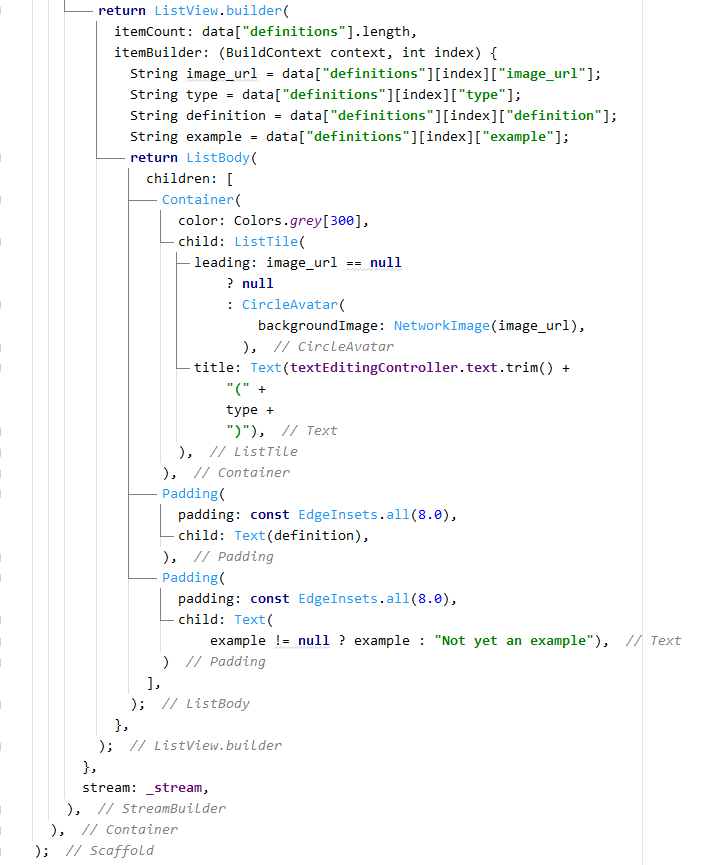 return ListView.builder(
itemCount: data["definitions"].length,
itemBuilder: (BuildContext context, int index) {
String image_url = data["definitions"][index]["image_url"];
String type = data["definitions"][index]["type"];
String definition = data["definitions"][index]["definition"];
String example = data["definitions"][index]["example"];
return ListBody(
children: [
Container(
color: Colors.grey[300],
child: ListTile(
leading: image_url == null
? null
: CircleAvatar(
backgroundImage: NetworkImage(image_url),
), // CircleAvatar
title: Text(textEditingController.text.trim() +
"(" +
type +
")"), // Text
), // ListTile
), // Container
Padding(
padding: const EdgeInsets.all(8.0),
child: Text(definition),
), // Padding
Padding(
padding: const EdgeInsets.all(8.0),
child: Text(
example != null ? example : "Not yet an example"), // Text
) // Padding
],
); // ListBody
},
); // ListView.builder
},
stream: _stream,
), // StreamBuilder
), // Container
); // Scaffold